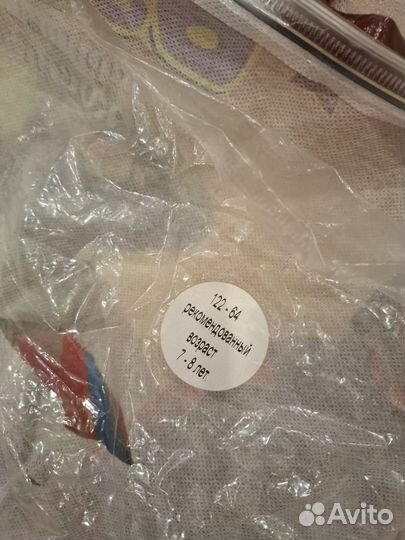 122 - 64
рекомендованный
возраст
7 - 8 лет.
Avito